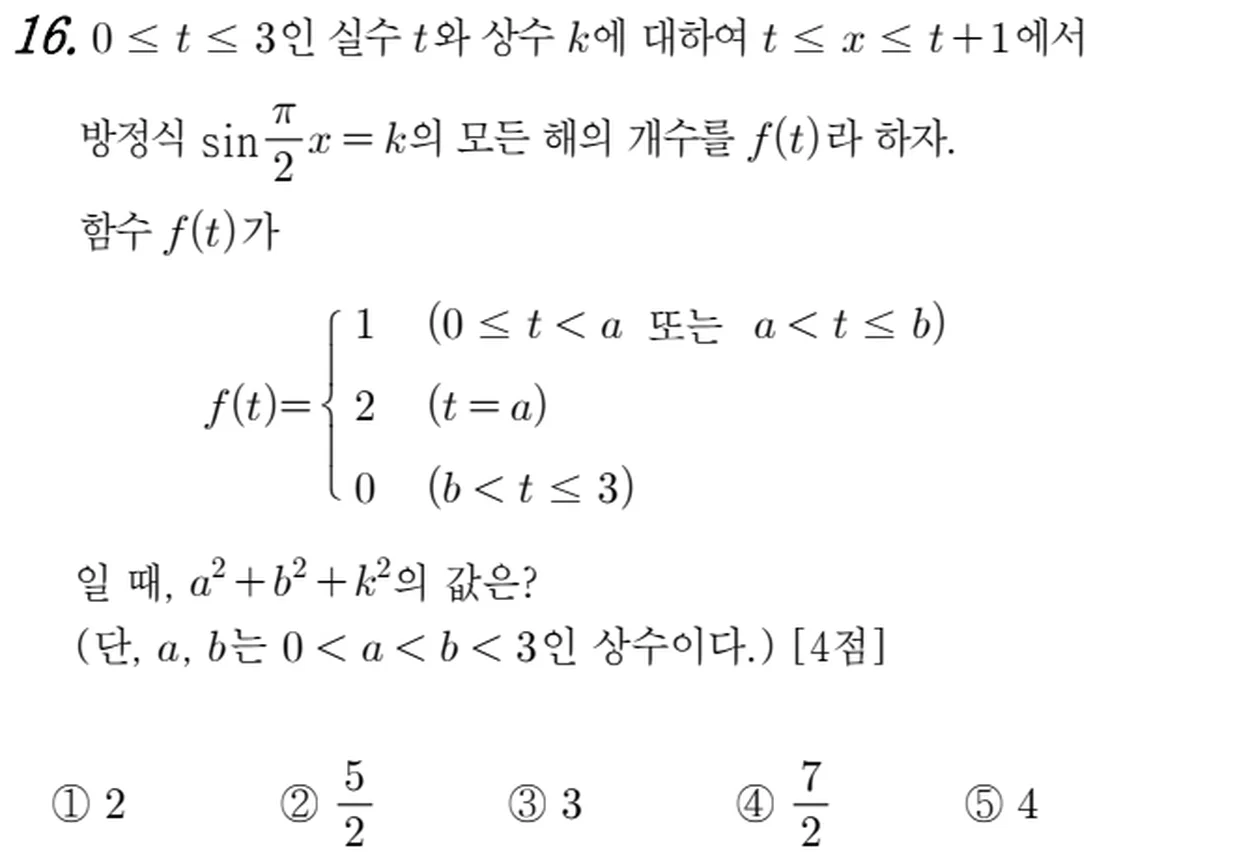 16. 0 ≤ t ≤ 3인 실수 t와 상수 k에 대하여 t ≤ x ≤ t+1에서
방정식 sin π/2 x = k의 모든 해의 개수를 f(t)라 하자.
함수 f(t)가
f(t)= { 1 (0 ≤ t < a 또는 a < t ≤ b)
2 (t = a)
0 (b < t ≤ 3)
일 때, a²+b²+k²의 값은?
(단, a, b는 0 < a < b < 3인 상수이다.) [4점]
① 2 ② 5/2 ③ 3 ④ 7/2 ⑤ 4